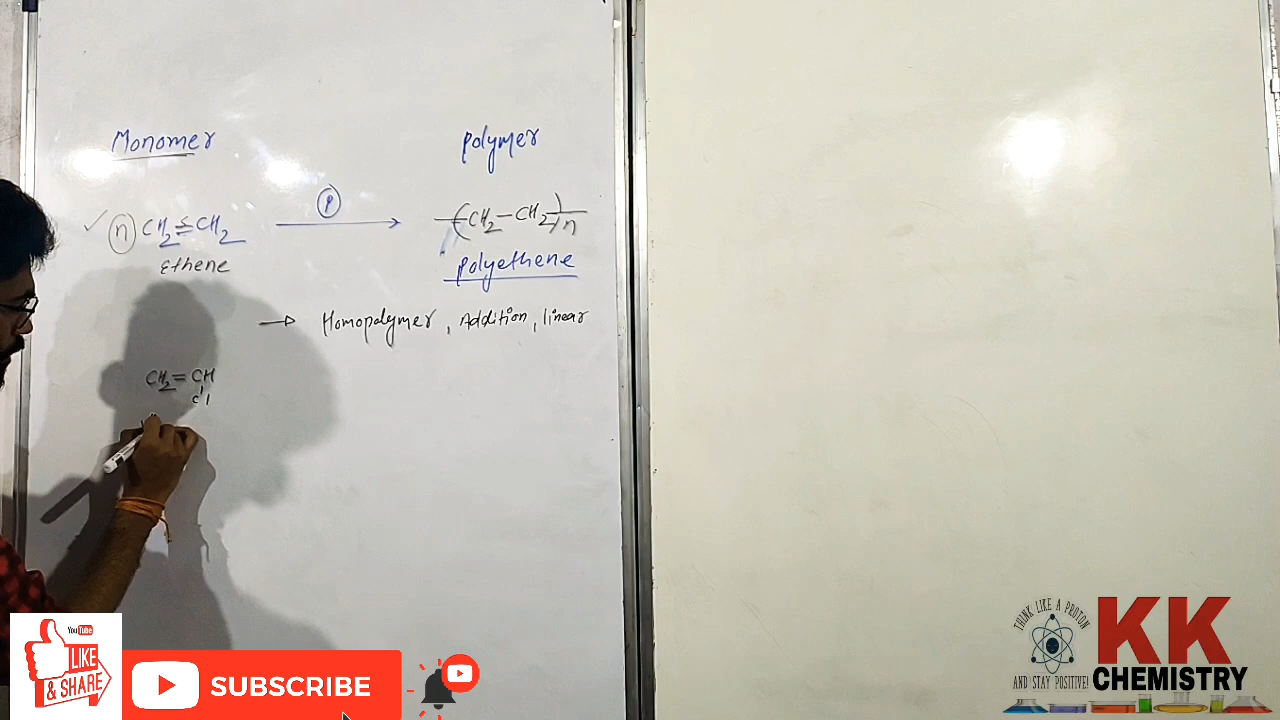 Monomer
polymer
n CH2=CH2
P
-(CH2-CH2)-n
Ethene
polyethene
→ Homopolymer, Addition, linear
CH2=CH
Cl
YouTube
LIKE
& SHARE
SUBSCRIBE
THINK LIKE A PROTON
AND STAY POSITIVE!
KK
CHEMISTRY